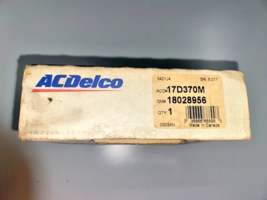 ACDelco
ACD# 17D370M
GM# 18028956
QTY. 1
Made in Canada